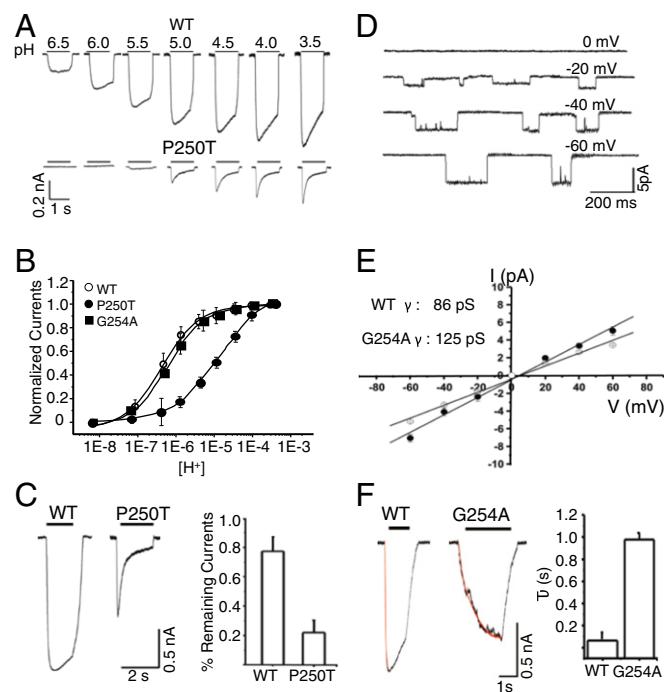 A
WT
pH 6.5 6.0 5.5 5.0 4.5 4.0 3.5
P250T
0.2 nA
1 s
B
Normalized Currents
1.2
1.0
0.8
0.6
0.4
0.2
0
WT
P250T
G254A
1E-8 1E-7 1E-6 1E-5 1E-4 1E-3
[H+]
C
WT P250T
2 s
0.5 nA
% Remaining Currents
1.0
0.8
0.6
0.4
0.2
WT P250T
D
0 mV
-20 mV
-40 mV
-60 mV
200 ms
5pA
E
I (pA)
WT γ : 86 pS
G254A γ : 125 pS
10
8
6
4
2
0
-2
-4
-6
-8
-10
-80 -60 -40 -20 0 20 40 60 80
V (mV)
F
WT G254A
1s
0.5 nA
1.2
1.0
0.8
0.6
0.4
0.2
WT G254A